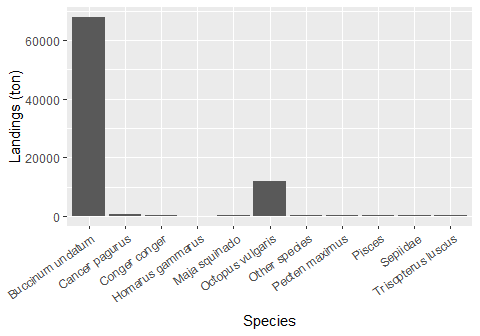 Landings (ton)
60000
40000
20000
0
Buccinum undatum
Cancer pagurus
Conger conger
Homarus gammarus
Maja squinado
Octopus vulgaris
Other species
Pecten maximus
Pisces
Sepiidae
Trisopterus luscus
Species